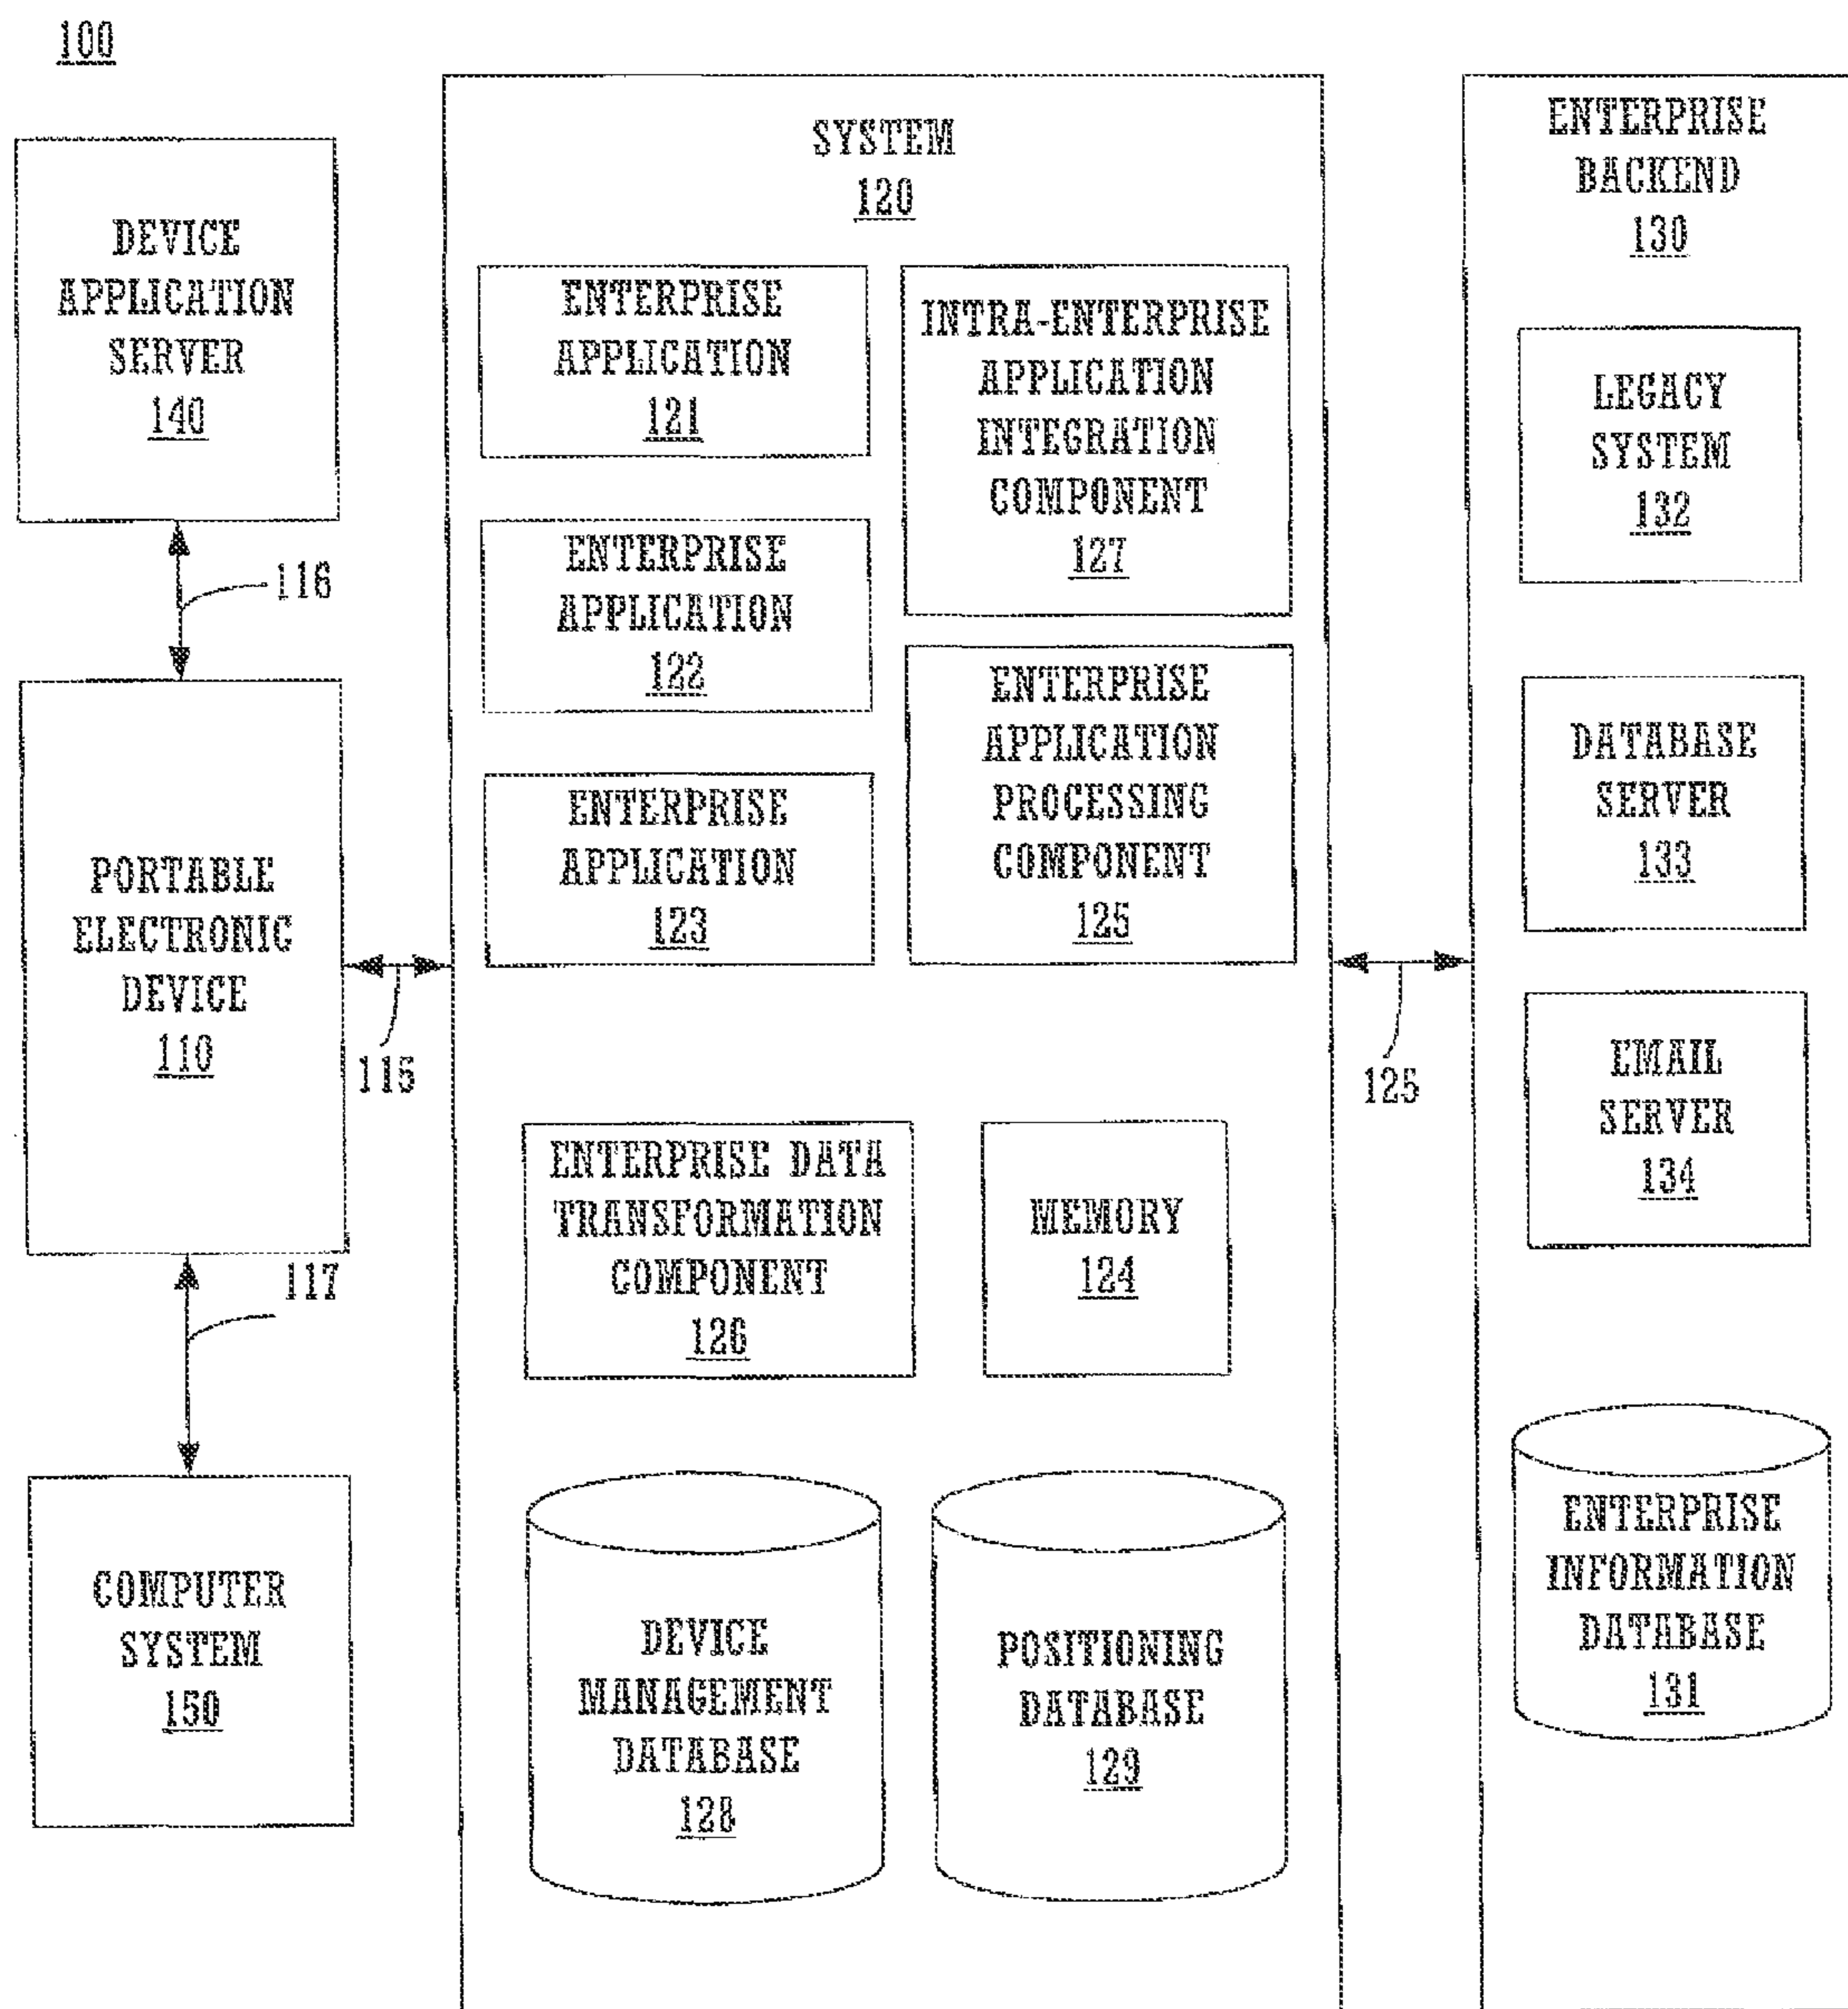 100
DEVICE
APPLICATION
SERVER
140
116
PORTABLE
ELECTRONIC
DEVICE
110
115
117
COMPUTER
SYSTEM
150
SYSTEM
120
ENTERPRISE
APPLICATION
121
ENTERPRISE
APPLICATION
122
ENTERPRISE
APPLICATION
123
INTRA-ENTERPRISE
APPLICATION
INTEGRATION
COMPONENT
127
ENTERPRISE
APPLICATION
PROCESSING
COMPONENT
125
ENTERPRISE DATA
TRANSFORMATION
COMPONENT
126
MEMORY
124
DEVICE
MANAGEMENT
DATABASE
128
POSITIONING
DATABASE
129
125
ENTERPRISE
BACKEND
130
LEGACY
SYSTEM
132
DATABASE
SERVER
133
EMAIL
SERVER
134
ENTERPRISE
INFORMATION
DATABASE
131